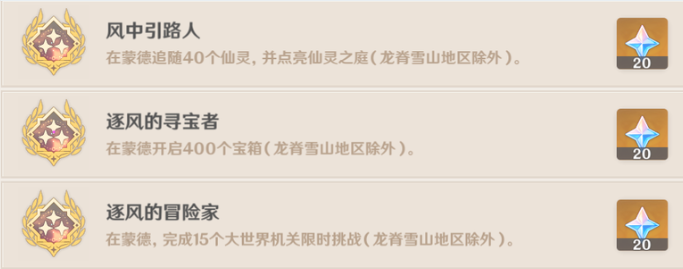 风中引路人
在蒙德追随40个仙灵，并点亮仙灵之庭（龙脊雪山地区除外）。
20
逐风的寻宝者
在蒙德开启400个宝箱（龙脊雪山地区除外）。
20
逐风的冒险家
在蒙德，完成15个大世界机关限时挑战（龙脊雪山地区除外）。
20